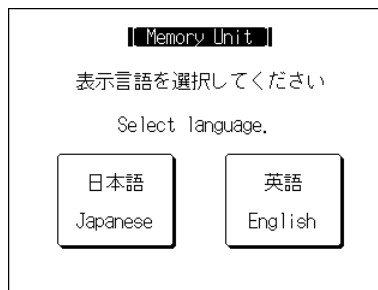 Memory Unit
表示言語を選択してください
Select language.
日本語
Japanese
英語
English